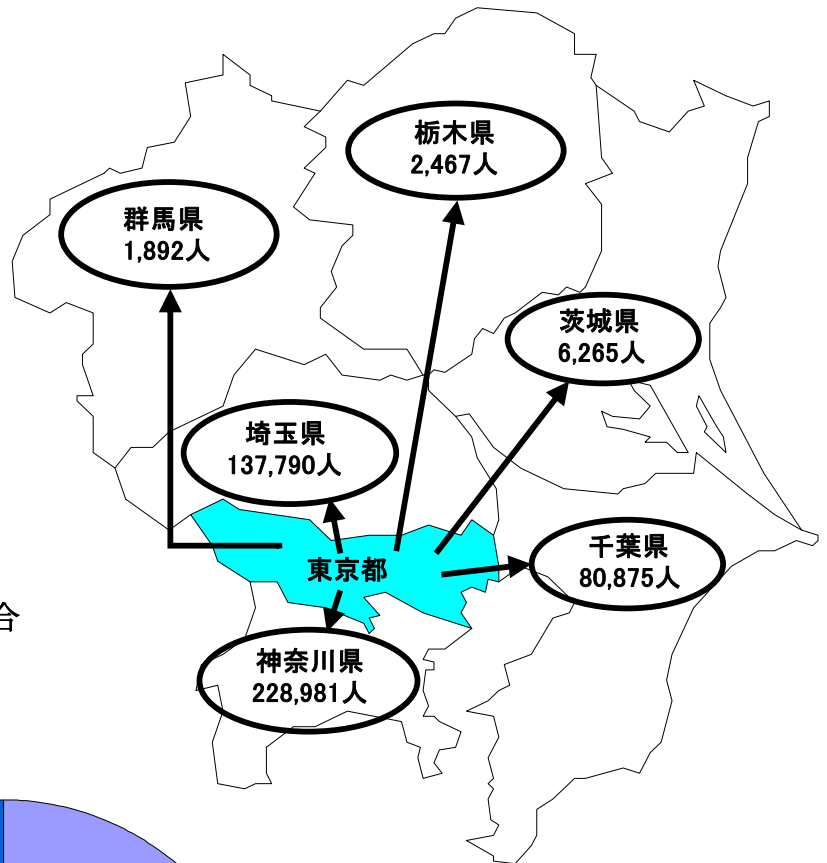 栃木県
2,467人
群馬県
1,892人
茨城県
6,265人
埼玉県
137,790人
千葉県
80,875人
東京都
合
神奈川県
228,981人